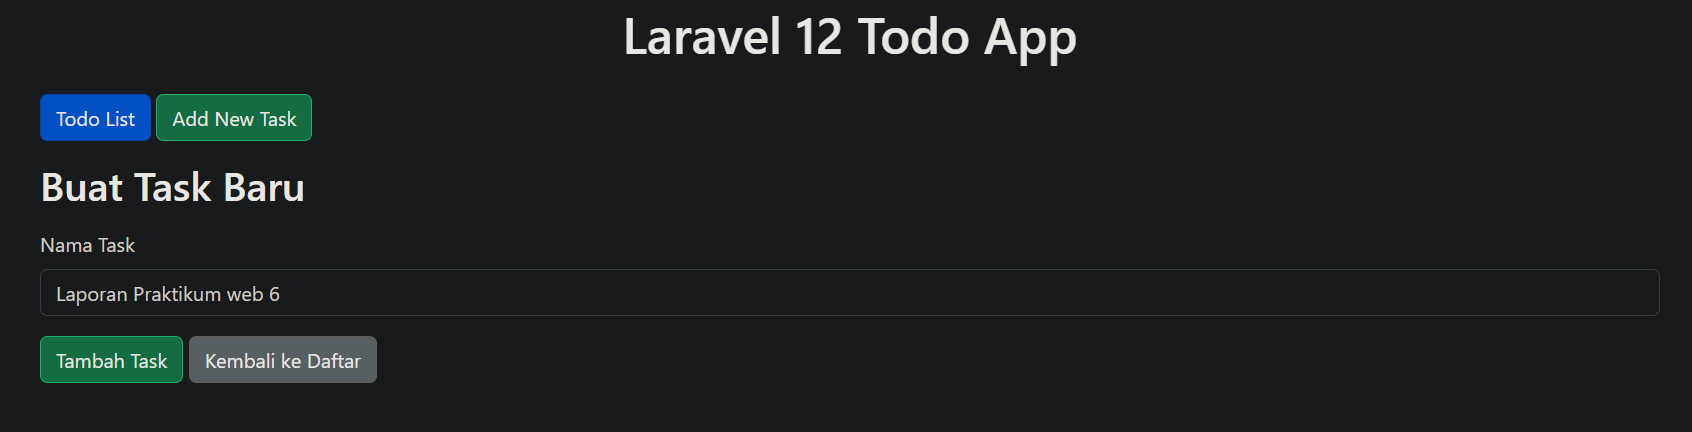 Laravel 12 Todo App
Todo List Add New Task
Buat Task Baru
Nama Task
Laporan Praktikum web 6
Tambah Task Kembali ke Daftar